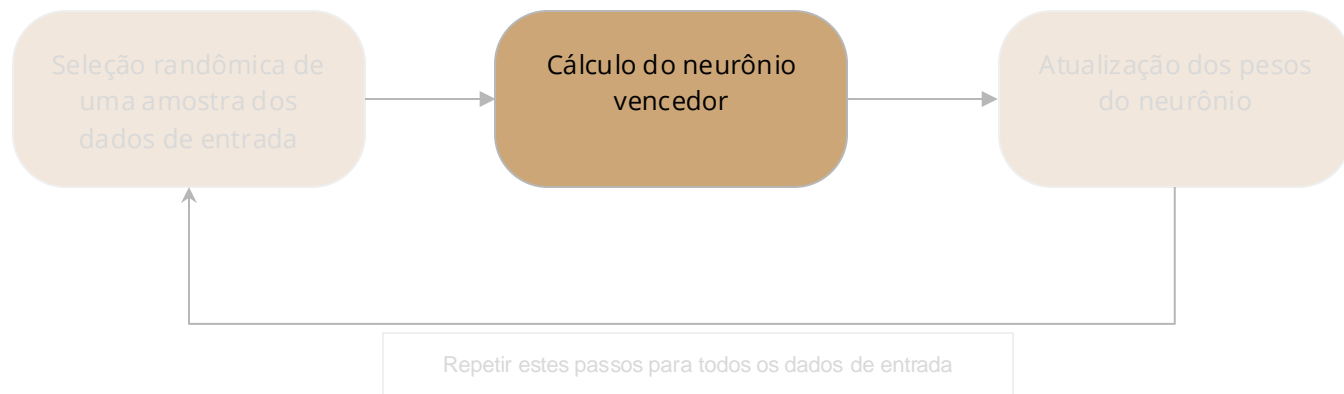 Seleção randômica de
uma amostra dos
dados de entrada
Cálculo do neurônio
vencedor
Atualização dos pesos
do neurônio
Repetir estes passos para todos os dados de entrada